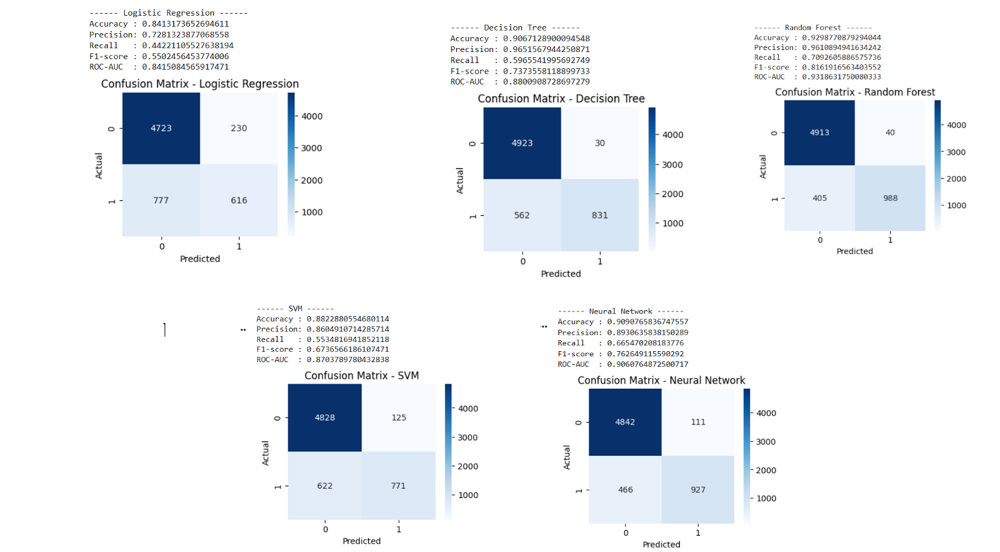 ------ Logistic Regression ------
Accuracy : 0.8413173652694611
Precision: 0.7281323877068558
Recall   : 0.44221105527638194
F1-score : 0.5502456453774006
ROC-AUC  : 0.8415084565917471
Confusion Matrix - Logistic Regression
4723 230
777 616
0
1
Actual
0 1
Predicted
4000
3000
2000
1000
------ Decision Tree ------
Accuracy : 0.9067128900094548
Precision: 0.9651567944250871
Recall   : 0.5965541995692749
F1-score : 0.7373558118899733
ROC-AUC  : 0.8800908728697279
Confusion Matrix - Decision Tree
4923 30
562 831
0
1
Actual
0 1
Predicted
4000
3000
2000
1000
------ Random Forest ------
Accuracy : 0.9298770879294044
Precision: 0.9610894941634242
Recall   : 0.7092605886575736
F1-score : 0.8161916563403552
ROC-AUC  : 0.9318631750080333
Confusion Matrix - Random Forest
4913 40
405 988
0
1
Actual
0 1
Predicted
4000
3000
2000
1000
------ SVM ------
Accuracy : 0.8822880554680114
Precision: 0.8604910714285714
Recall   : 0.5534816941852118
F1-score : 0.6736566186107471
ROC-AUC  : 0.8703789780432838
Confusion Matrix - SVM
4828 125
622 771
0
1
Actual
0 1
Predicted
4000
3000
2000
1000
------ Neural Network ------
Accuracy : 0.9090765836747557
Precision: 0.8930635838150289
Recall   : 0.665470208183776
F1-score : 0.762649115590292
ROC-AUC  : 0.9060764872500717
Confusion Matrix - Neural Network
4842 111
466 927
0
1
Actual
0 1
Predicted
4000
3000
2000
1000